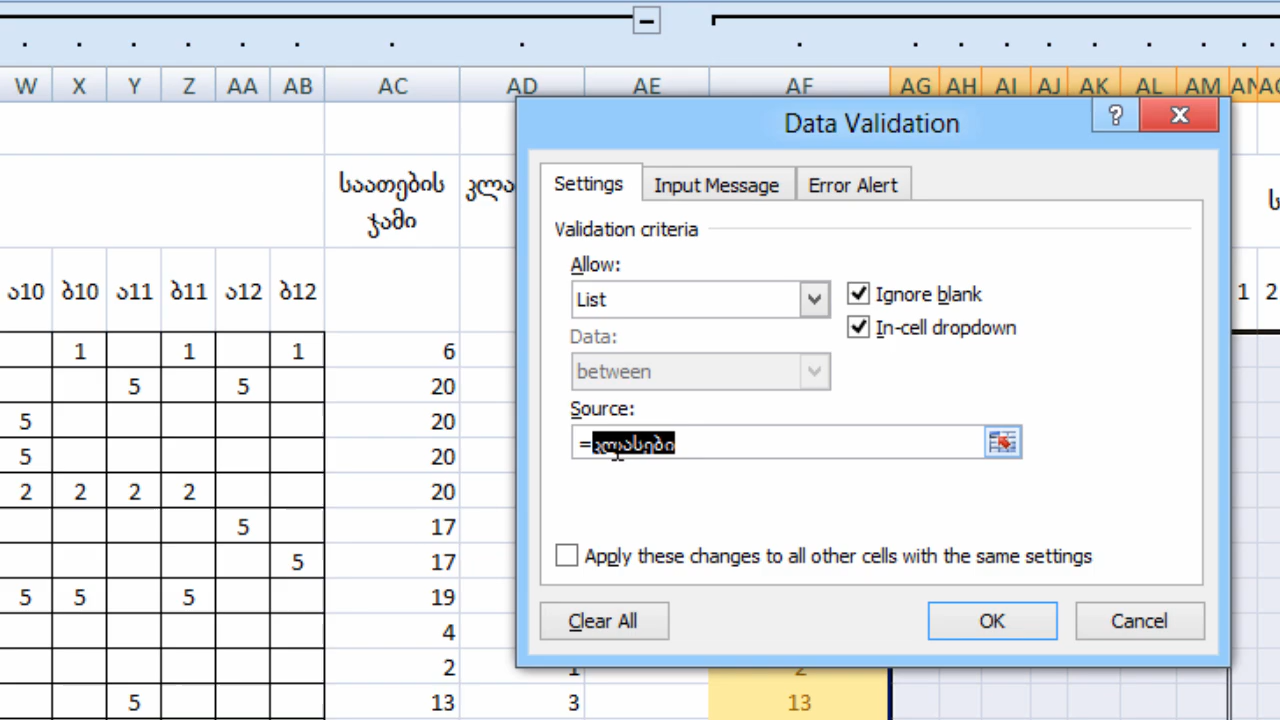 W X Y Z AA AB AC AD AE AF AG AH AI AJ AK AL AM AN
Data Validation
?
საათების
ჯამი
Settings
Input Message
Error Alert
Validation criteria
Allow:
List
Ignore blank
In-cell dropdown
Data:
between
Source:
=კლასები
Apply these changes to all other cells with the same settings
Clear All
OK
Cancel
ა10 ბ10 ა11 ბ11 ა12 ბ12 1 2
1 1 1 6
5 5 20
5 20
5 20
2 2 2 2 20
5 17
5 17
5 5 5 19
4
2
5 13 3 13